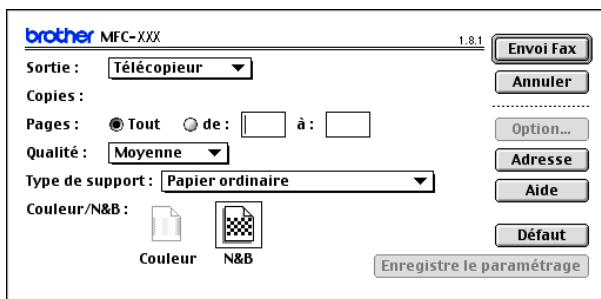 brother MFC-XXX 1.8.1
Envoi Fax
Sortie : Télécopieur
Annuler
Copies :
Pages : Tout de : à :
Option...
Qualité : Moyenne
Adresse
Type de support : Papier ordinaire
Aide
Couleur/N&B :
Défaut
Couleur N&B
Enregistre le paramétrage